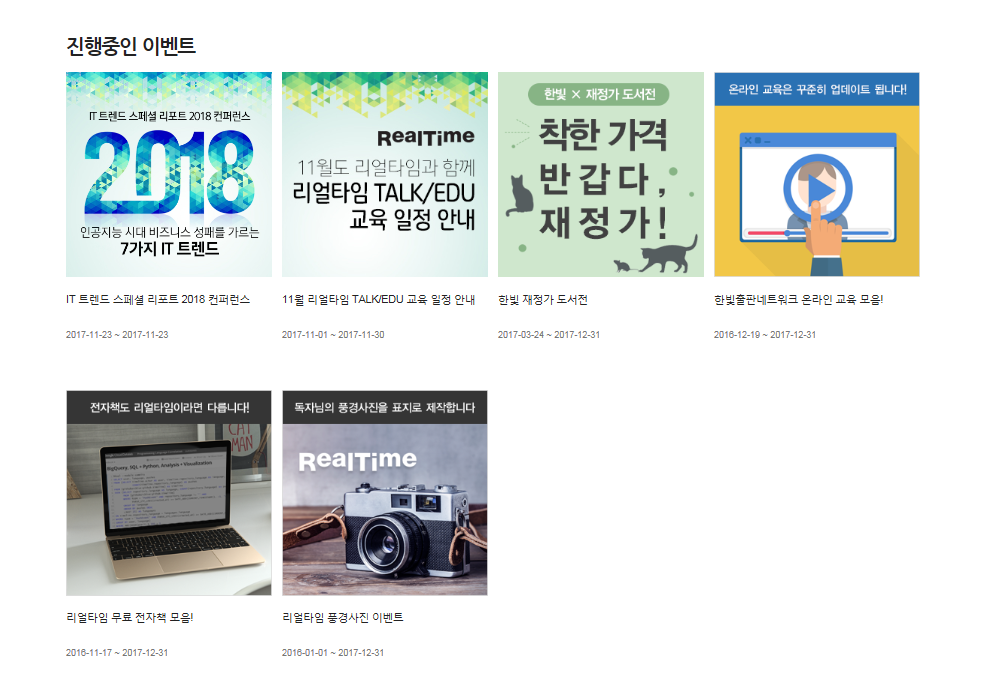 진행중인 이벤트
IT 트렌드 스페셜 리포트 2018 컨퍼런스
2018
인공지능 시대 비즈니스 성패를 가르는
7가지 IT 트렌드
RealTime
11월도 리얼타임과 함께
리얼타임 TALK/EDU
교육 일정 안내
한빛 × 재정가 도서전
착한 가격
반갑다,
재정가!
온라인 교육은 꾸준히 업데이트 됩니다!
IT 트렌드 스페셜 리포트 2018 컨퍼런스
2017-11-23 ~ 2017-11-23
11월 리얼타임 TALK/EDU 교육 일정 안내
2017-11-01 ~ 2017-11-30
한빛 재정가 도서전
2017-03-24 ~ 2017-12-31
한빛출판네트워크 온라인 교육 모음!
2016-12-19 ~ 2017-12-31
전자책도 리얼타임이라면 다릅니다!
CAT
MAN
BigQuery, SQL + Python, Analysis + Visualization
독자님의 풍경사진을 표지로 제작합니다
RealTime
리얼타임 무료 전자책 모음!
2016-11-17 ~ 2017-12-31
리얼타임 풍경사진 이벤트
2016-01-01 ~ 2017-12-31